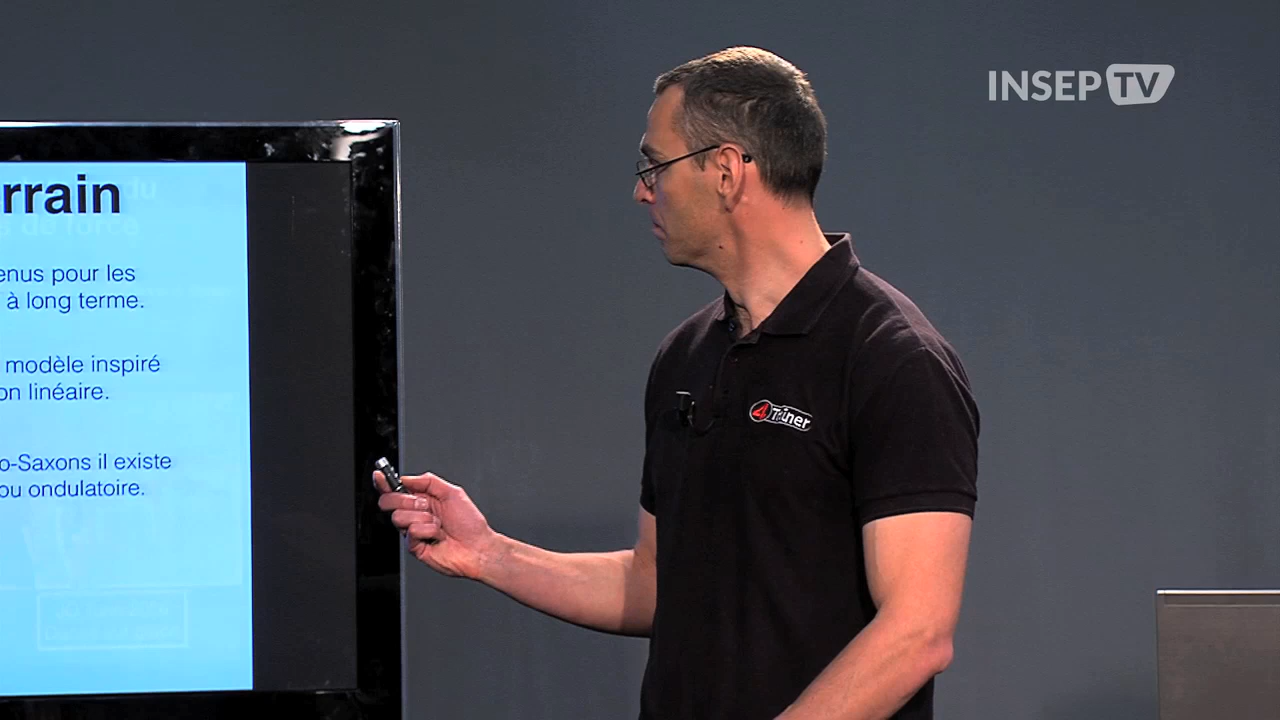 INSEP TV
rrain
enus pour les
à long terme.
modèle inspiré
on linéaire.
o-Saxons il existe
ou ondulatoire.
4Trainer